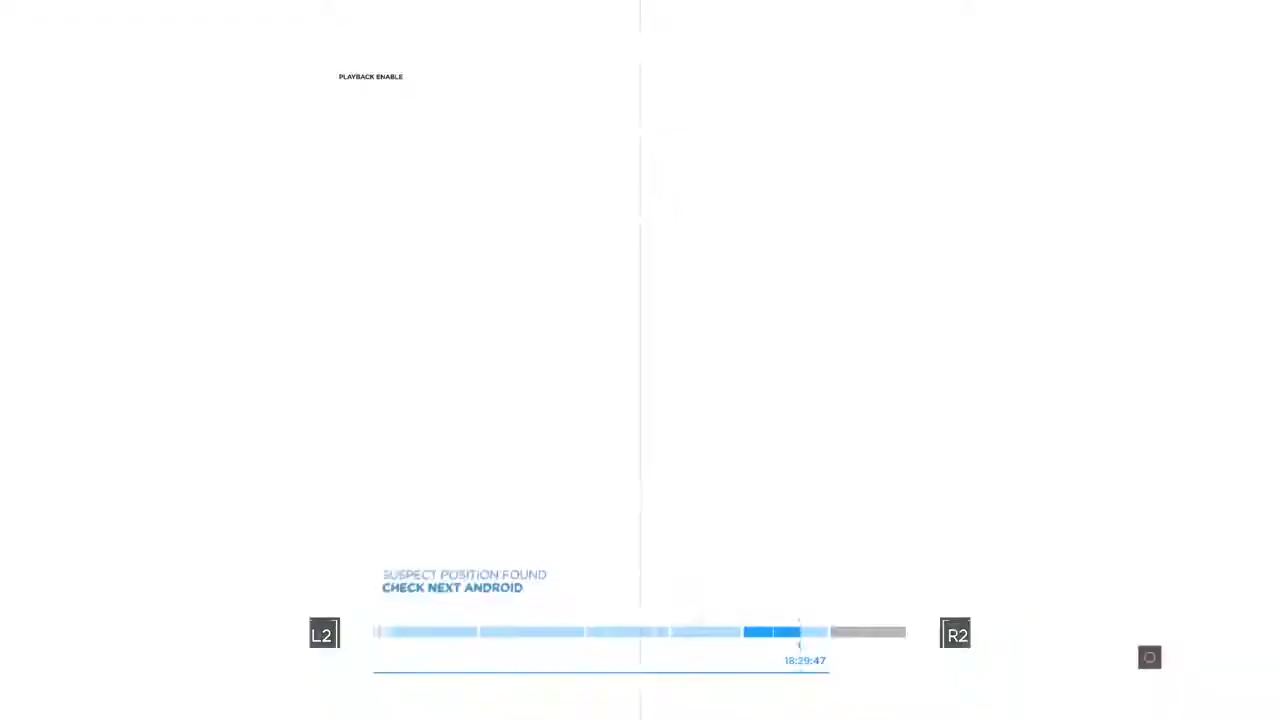 PLAYBACK ENABLE
SUSPECT POSITION FOUND
CHECK NEXT ANDROID
L2
R2
18:29:47